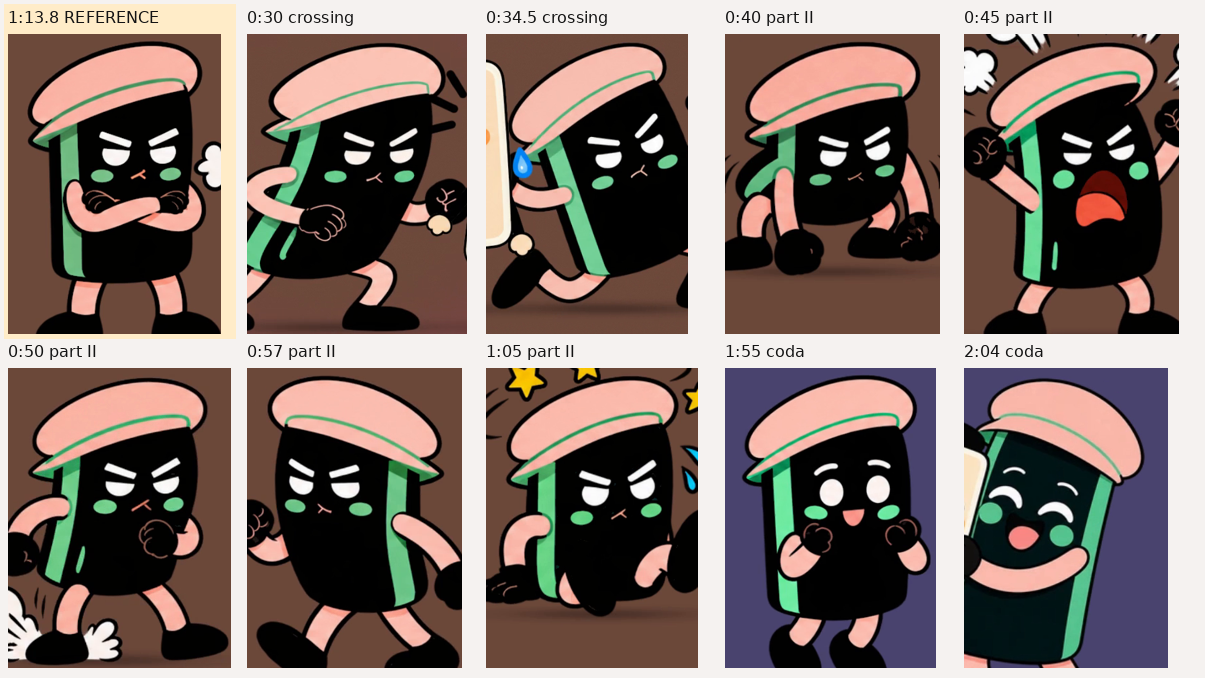 1:13.8 REFERENCE
0:30 crossing
0:34.5 crossing
0:40 part II
0:45 part II
0:50 part II
0:57 part II
1:05 part II
1:55 coda
2:04 coda